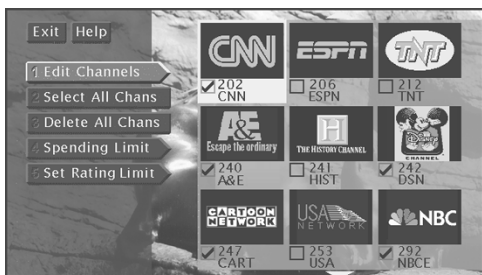 Exit Help
1 Edit Channels
2 Select All Chans
3 Delete All Chans
4 Spending Limit
5 Set Rating Limit
CNN ESPN TNT
202 206 212
CNN ESPN TNT
A&E H
Escape the ordinary THE HISTORY CHANNEL DISNEY CHANNEL
240 241 242
A&E HIST DSN
CARTOON NETWORK USA NETWORK NBC
247 253 292
CART USA NBCE